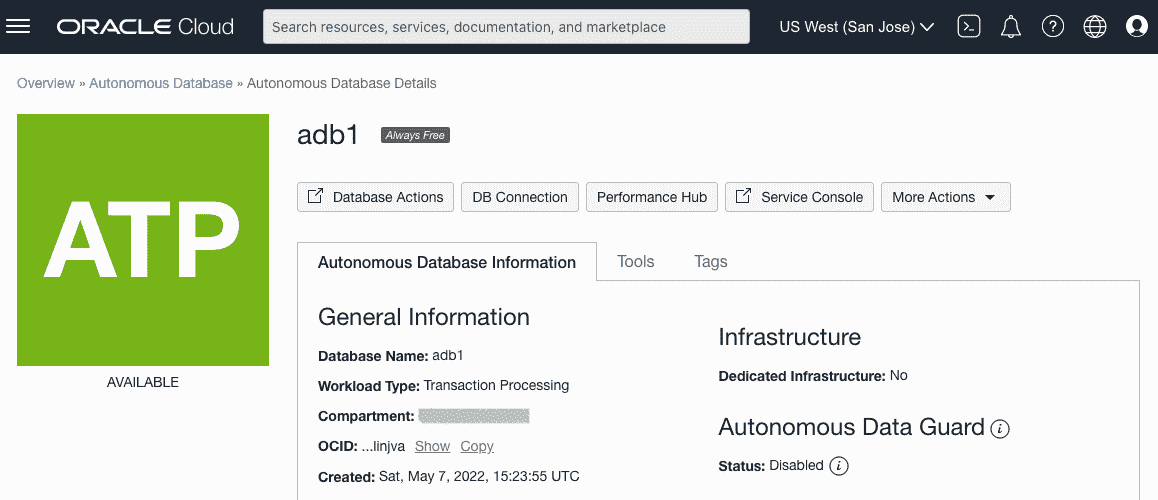 ORACLE Cloud
Search resources, services, documentation, and marketplace
US West (San Jose)
Overview » Autonomous Database » Autonomous Database Details
ATP
AVAILABLE
adb1
Always Free
Database Actions
DB Connection
Performance Hub
Service Console
More Actions
Autonomous Database Information
Tools
Tags
General Information
Database Name: adb1
Workload Type: Transaction Processing
Compartment:
OCID: ...linjva Show Copy
Created: Sat, May 7, 2022, 15:23:55 UTC
Infrastructure
Dedicated Infrastructure: No
Autonomous Data Guard
Status: Disabled